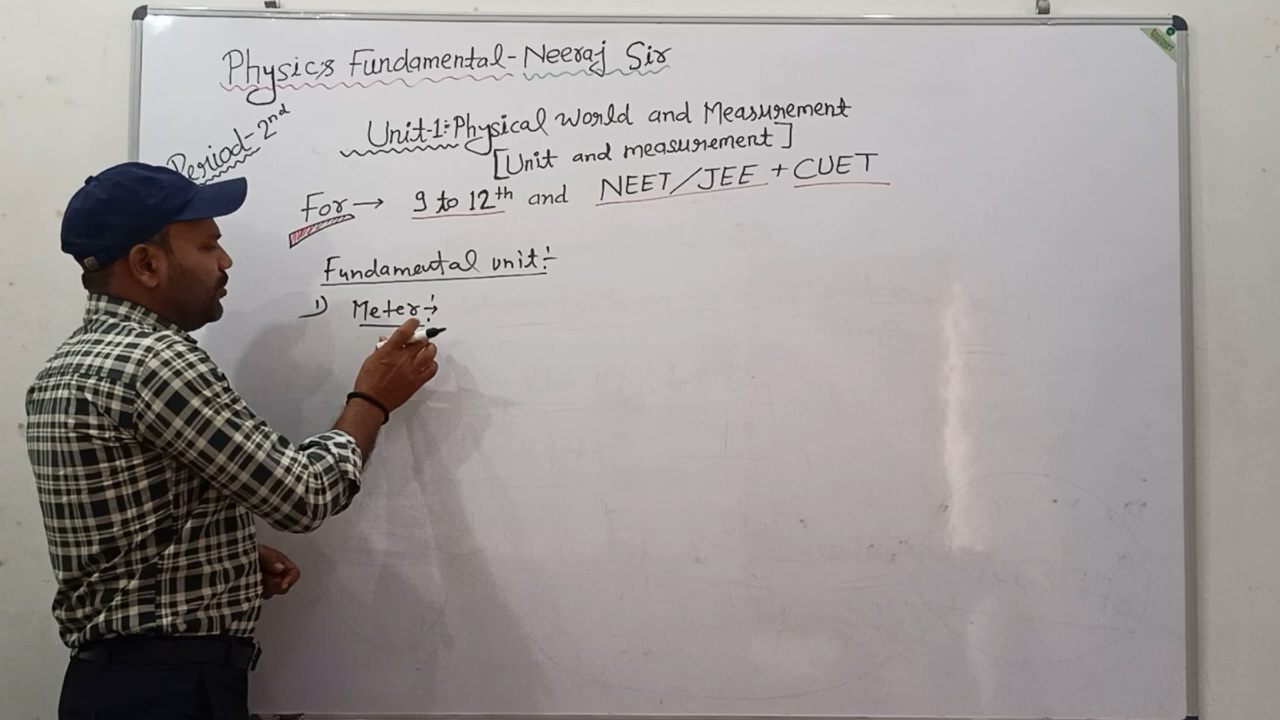 Physics Fundamental - Neeraj Sir
Period - 2nd
Unit-1: Physical World and Measurement
[Unit and measurement]
For → 9 to 12th and NEET/JEE + CUET
Fundamental unit :-
1) Meter :→